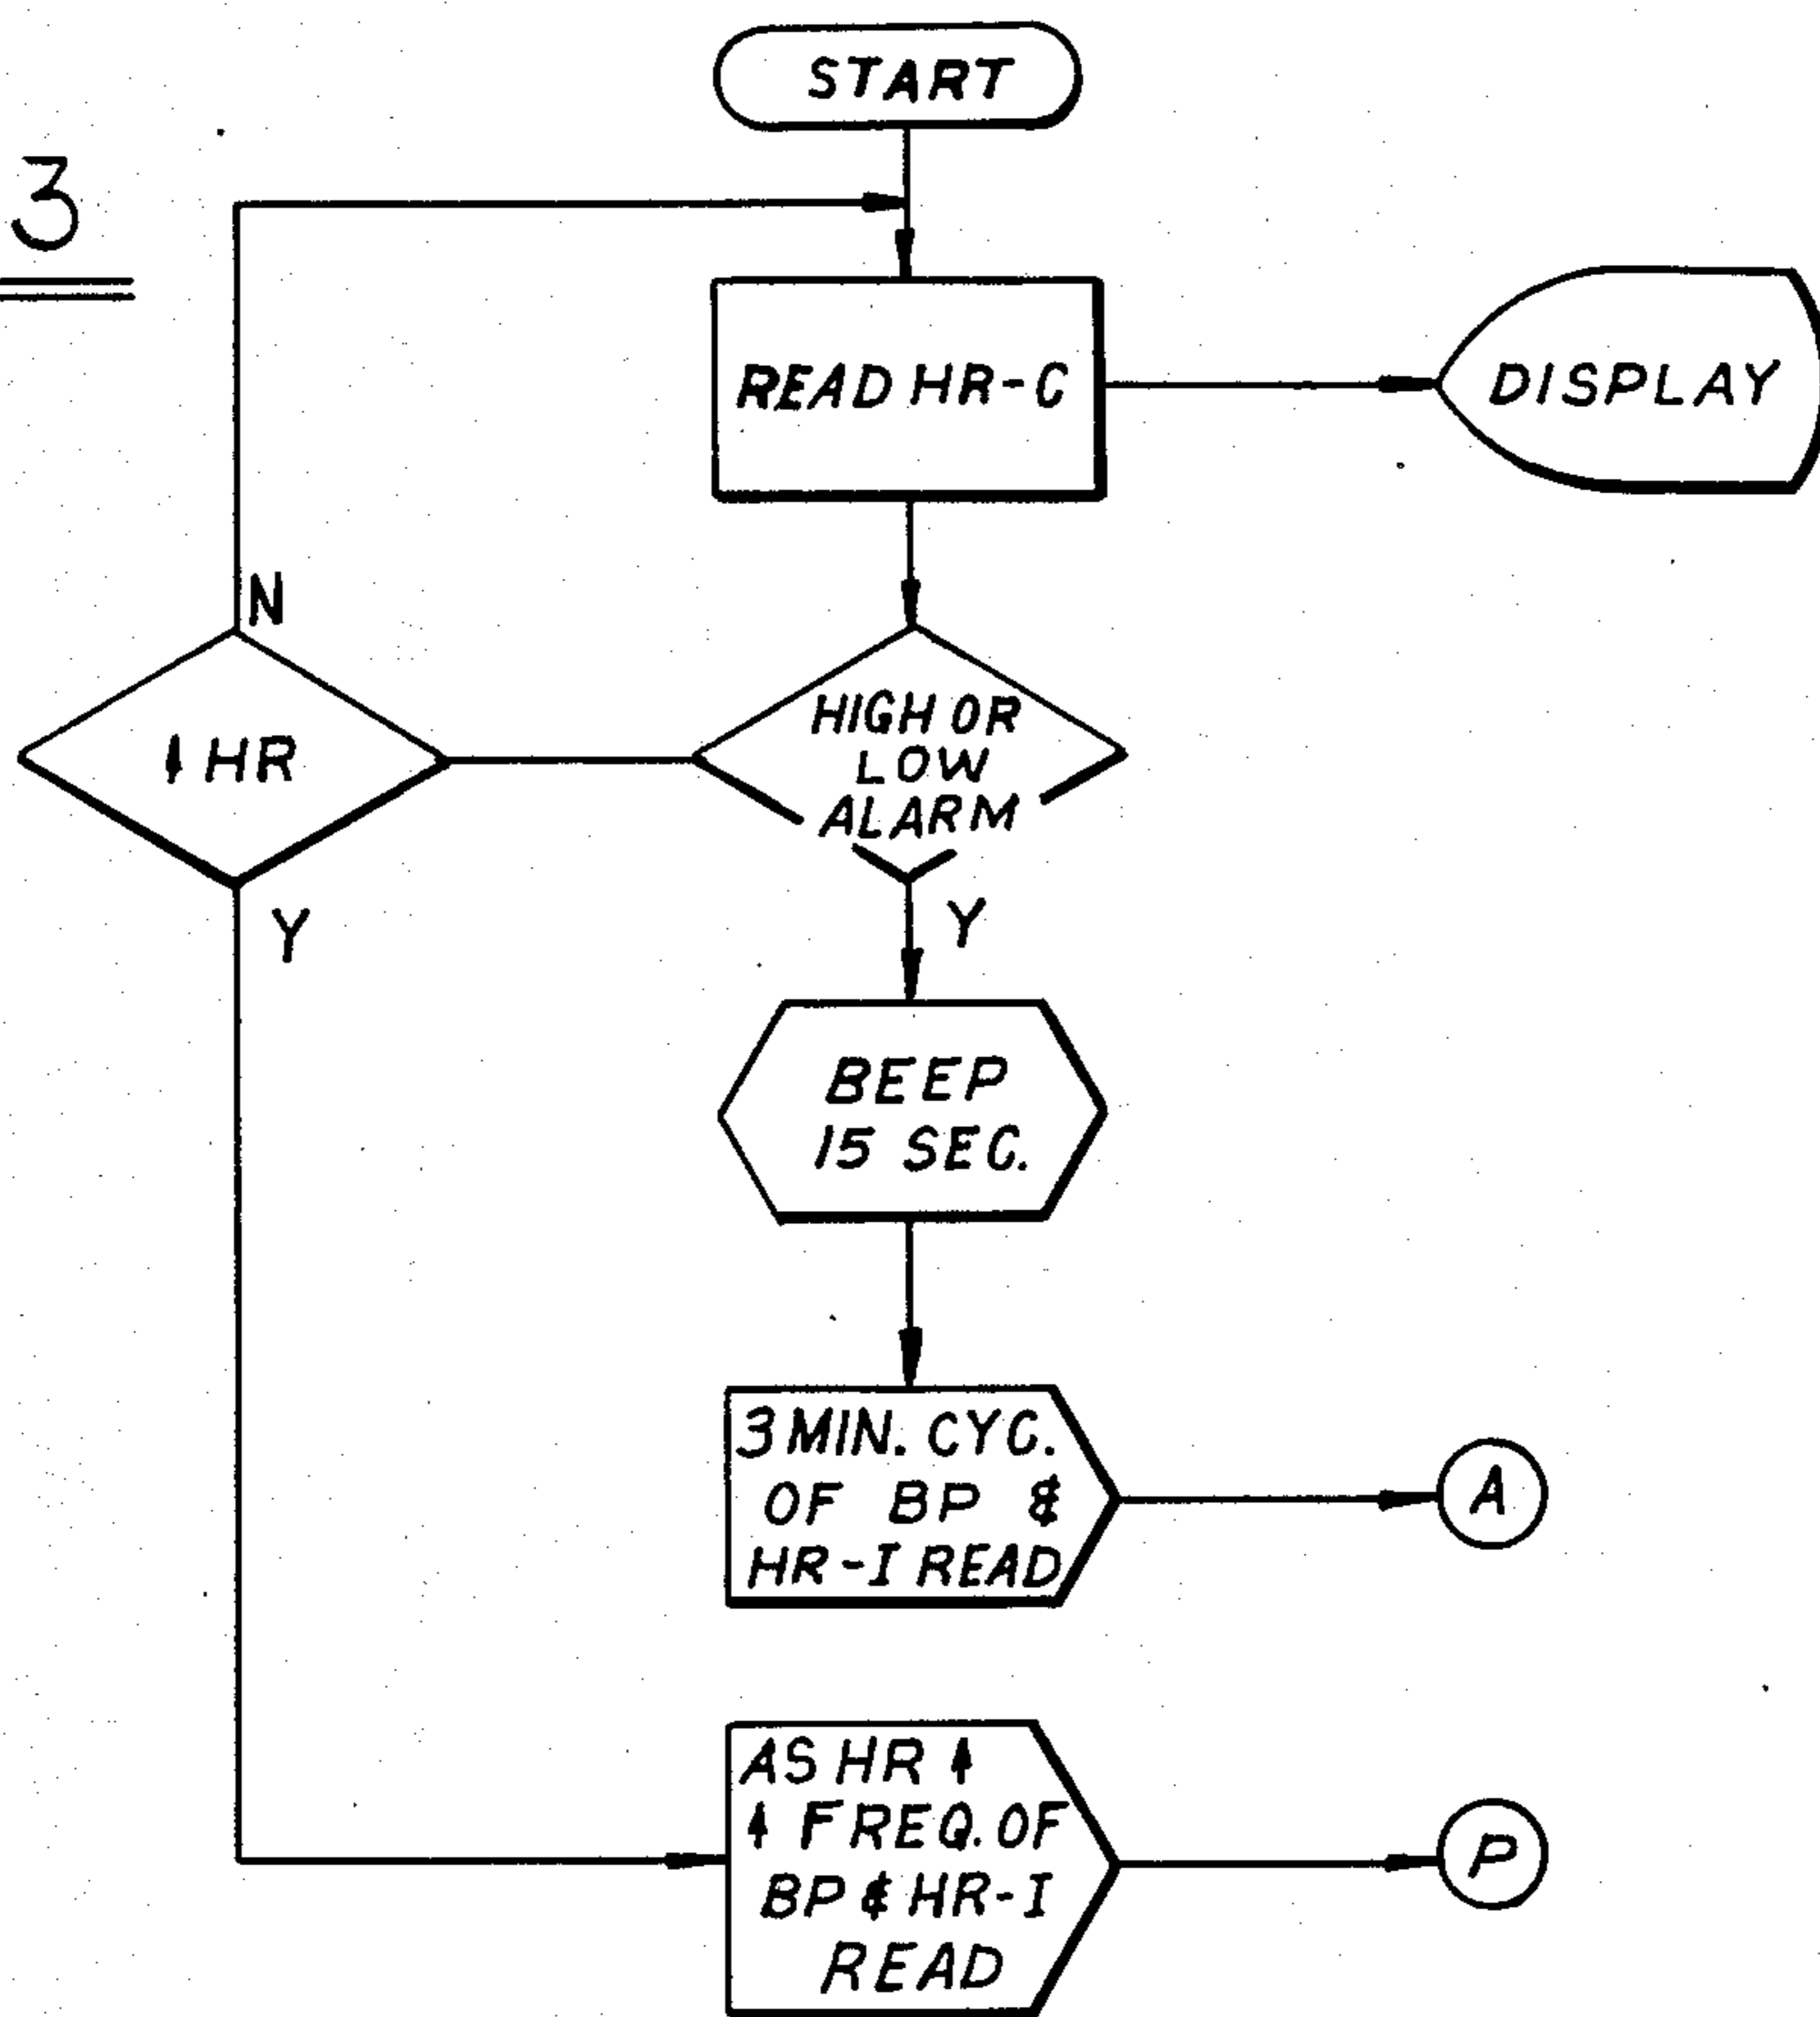 3
START
READ HR-C
DISPLAY
N
↑ HR
HIGH OR
LOW
ALARM
Y
Y
BEEP
15 SEC.
3 MIN. CYC.
OF BP &
HR-I READ
A
AS HR ↑
↑ FREQ. OF
BP & HR-I
READ
P